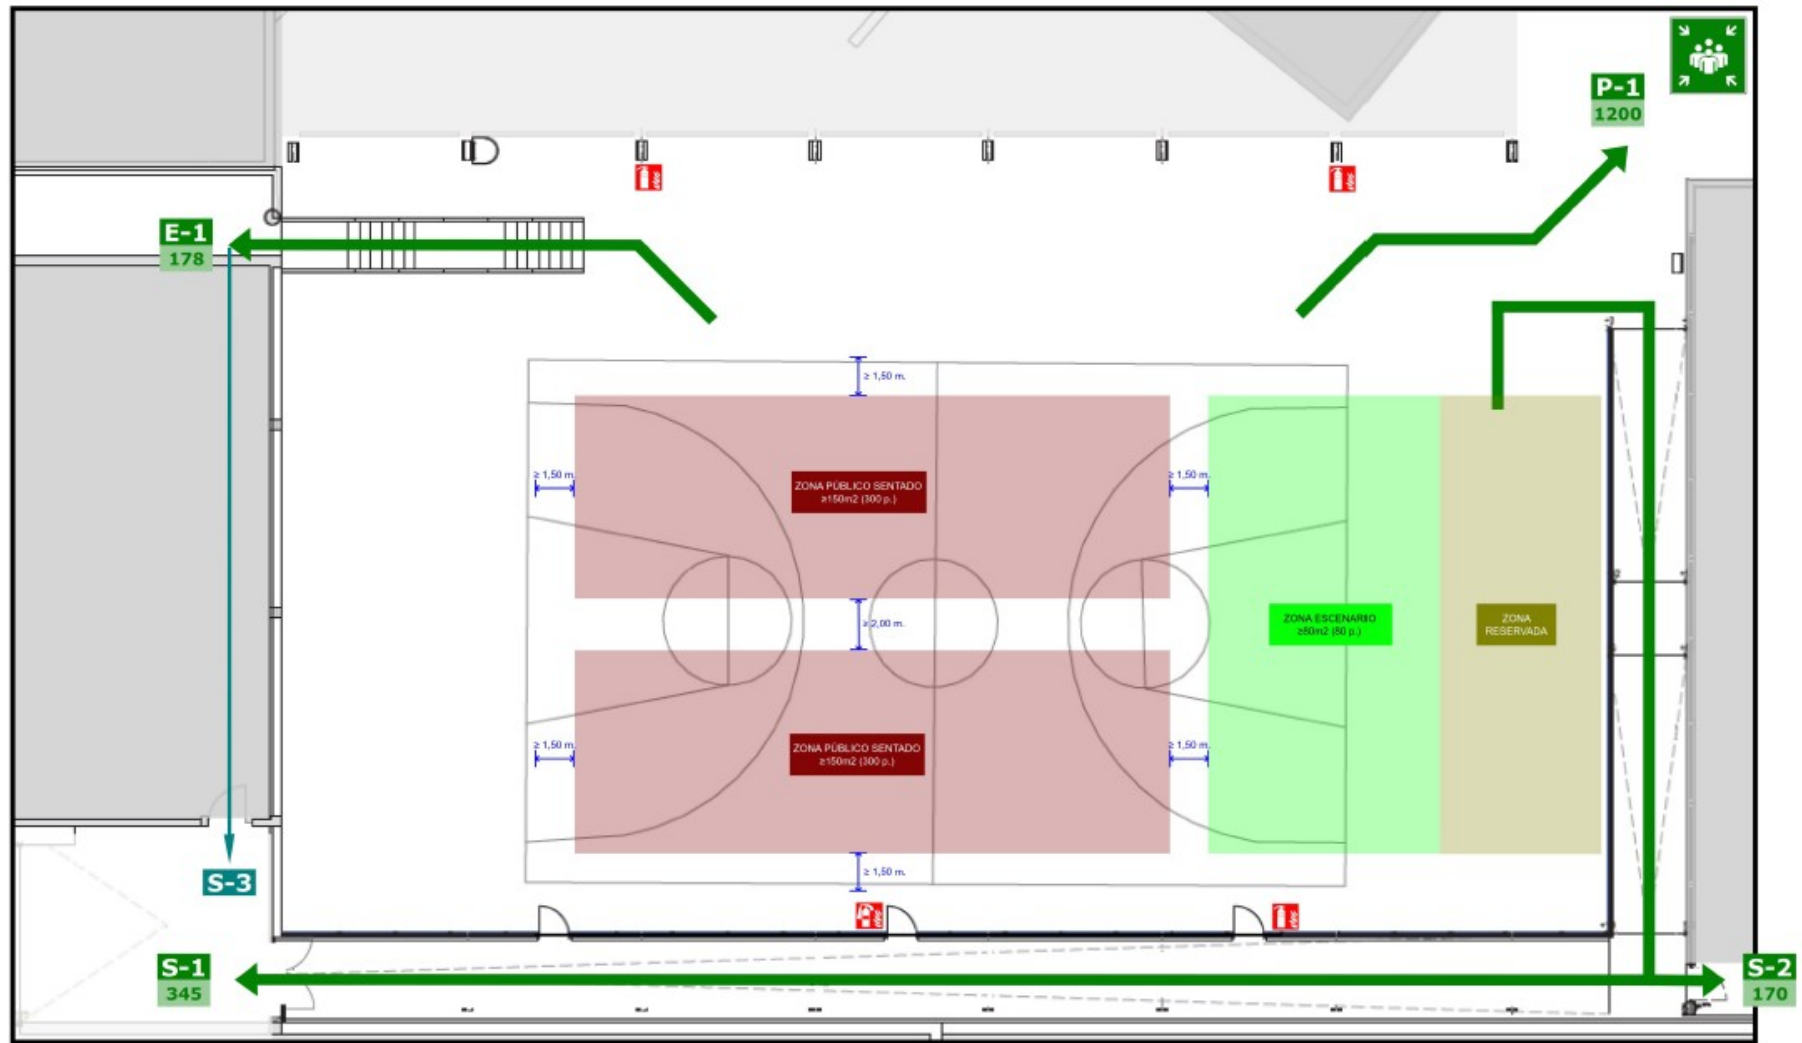 P-1
1200
E-1
178
≥ 1,50 m.
≥ 1,50 m.
≥ 1,50 m.
ZONA PÚBLICO SENTADO
≥150m2 (300 p.)
≥ 2,00 m.
ZONA ESCENARIO
≥80m2 (80 p.)
ZONA
RESERVADA
≥ 1,50 m.
≥ 1,50 m.
ZONA PÚBLICO SENTADO
≥150m2 (300 p.)
≥ 1,50 m.
S-3
S-1
345
S-2
170